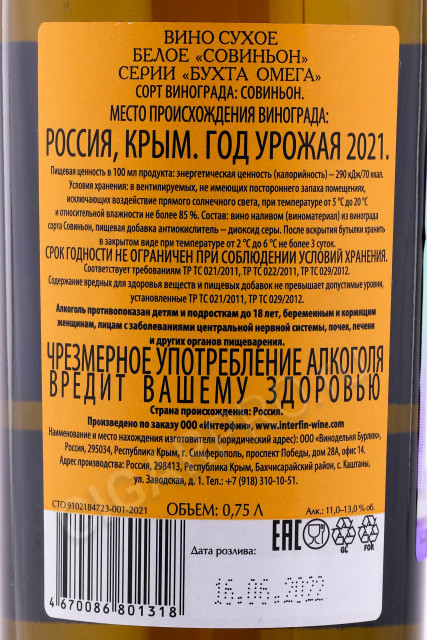 ВИНО СУХОЕ
БЕЛОЕ «СОВИНЬОН»
СЕРИИ «БУХТА ОМЕГА»
СОРТ ВИНОГРАДА: СОВИНЬОН.
МЕСТО ПРОИСХОЖДЕНИЯ ВИНОГРАДА:
РОССИЯ, КРЫМ. ГОД УРОЖАЯ 2021.
Пищевая ценность в 100 мл продукта: энергетическая ценность (калорийность) – 290 кДж/70 ккал.
Условия хранения: в вентилируемых, не имеющих постороннего запаха помещениях,
исключающих воздействие прямого солнечного света, при температуре от 5 °С до 20 °С
и относительной влажности не более 85 %. Состав: вино наливом (виноматериал) из винограда
сорта Совиньон, пищевая добавка антиокислитель – диоксид серы. После вскрытия бутылки хранить
в закрытом виде при температуре от 2 °С до 6 °С не более 3 суток.
СРОК ГОДНОСТИ НЕ ОГРАНИЧЕН ПРИ СОБЛЮДЕНИИ УСЛОВИЙ ХРАНЕНИЯ.
Соответствует требованиям ТР ТС 021/2011, ТР ТС 022/2011, ТР ТС 029/2012.
Содержание вредных для здоровья веществ и пищевых добавок не превышает допустимые уровни,
установленные ТР ТС 021/2011, ТР ТС 029/2012.
Алкоголь противопоказан детям и подросткам до 18 лет, беременным и кормящим
женщинам, лицам с заболеваниями центральной нервной системы, почек, печени
и других органов пищеварения.
ЧРЕЗМЕРНОЕ УПОТРЕБЛЕНИЕ АЛКОГОЛЯ
ВРЕДИТ ВАШЕМУ ЗДОРОВЬЮ
Страна происхождения: Россия.
Произведено по заказу ООО «Интерфин», www.interfin-wine.com.
Наименование и место нахождения изготовителя (юридический адрес): ООО «Винодельня Бурлюк»,
Россия, 295034, Республика Крым, г. Симферополь, проспект Победы, дом 28А, офис 14.
Адрес производства: Россия, 298413, Республика Крым, Бахчисарайский район, с. Каштаны,
ул. Заводская, д. 1. Тел.: +7 (918) 310-10-51.
СТО 9102184723-001-2021
ОБЪЕМ: 0,75 Л
Алк.: 11,0–13,0 % об.
Дата розлива:
EAC
GL
FOR
16.06.2022
4 670086 801318